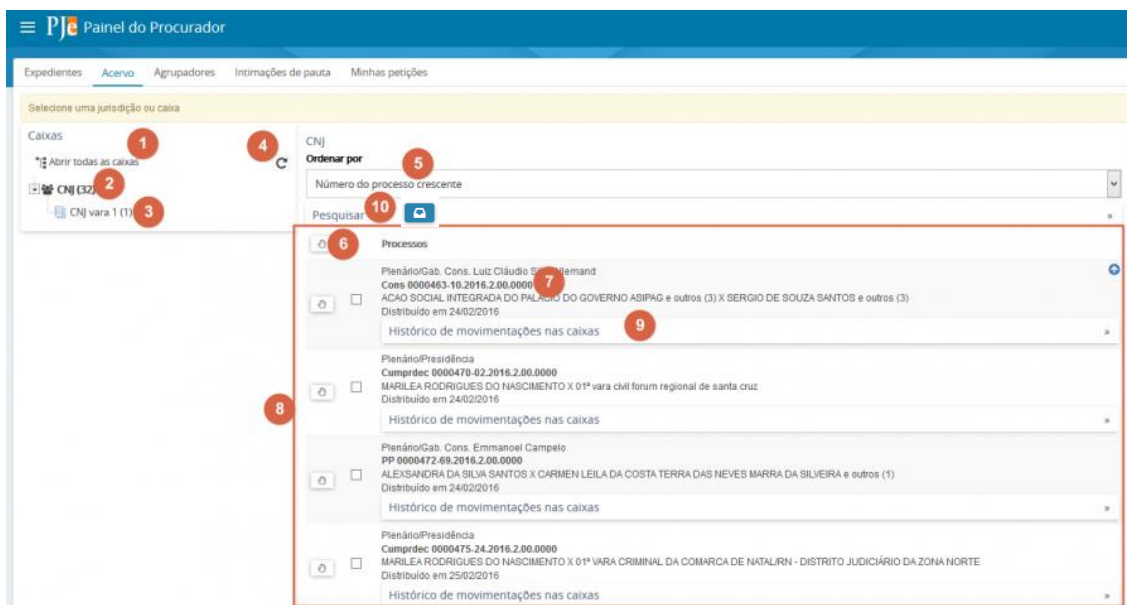 PJe Painel do Procurador
Expedientes Acervo Agrupadores Intimações de pauta Minhas petições
Selecione uma jurisdição ou caixa
Caixas
1
Abrir todas as caixas
4
CNJ (32)
2
CNJ vara 1 (1)
3
CNJ
Ordenar por
5
Número do processo crescente
Pesquisar
10
»
6
Processos
Plenário/Gab. Cons. Luiz Cláudio
Cons 0000463-10.2016.2.00.0000
7
ACAO SOCIAL INTEGRADA DO PALACIO DO GOVERNO ASIPAG e outros (3) X SERGIO DE SOUZA SANTOS e outros (3)
Distribuído em 24/02/2016
Histórico de movimentações nas caixas
9
»
8
Plenário/Presidência
Cumprdec 0000470-02.2016.2.00.0000
MARILEA RODRIGUES DO NASCIMENTO X 01ª vara civil forum regional de santa cruz
Distribuído em 24/02/2016
Histórico de movimentações nas caixas »
Plenário/Gab. Cons. Emmanoel Campelo
PP 0000472-69.2016.2.00.0000
ALEXSANDRA DA SILVA SANTOS X CARMEN LEILA DA COSTA TERRA DAS NEVES MARRA DA SILVEIRA e outros (1)
Distribuído em 24/02/2016
Histórico de movimentações nas caixas »
Plenário/Presidência
Cumprdec 0000475-24.2016.2.00.0000
MARILEA RODRIGUES DO NASCIMENTO X 01ª VARA CRIMINAL DA COMARCA DE NATAL/RN - DISTRITO JUDICIÁRIO DA ZONA NORTE
Distribuído em 25/02/2016
Histórico de movimentações nas caixas »